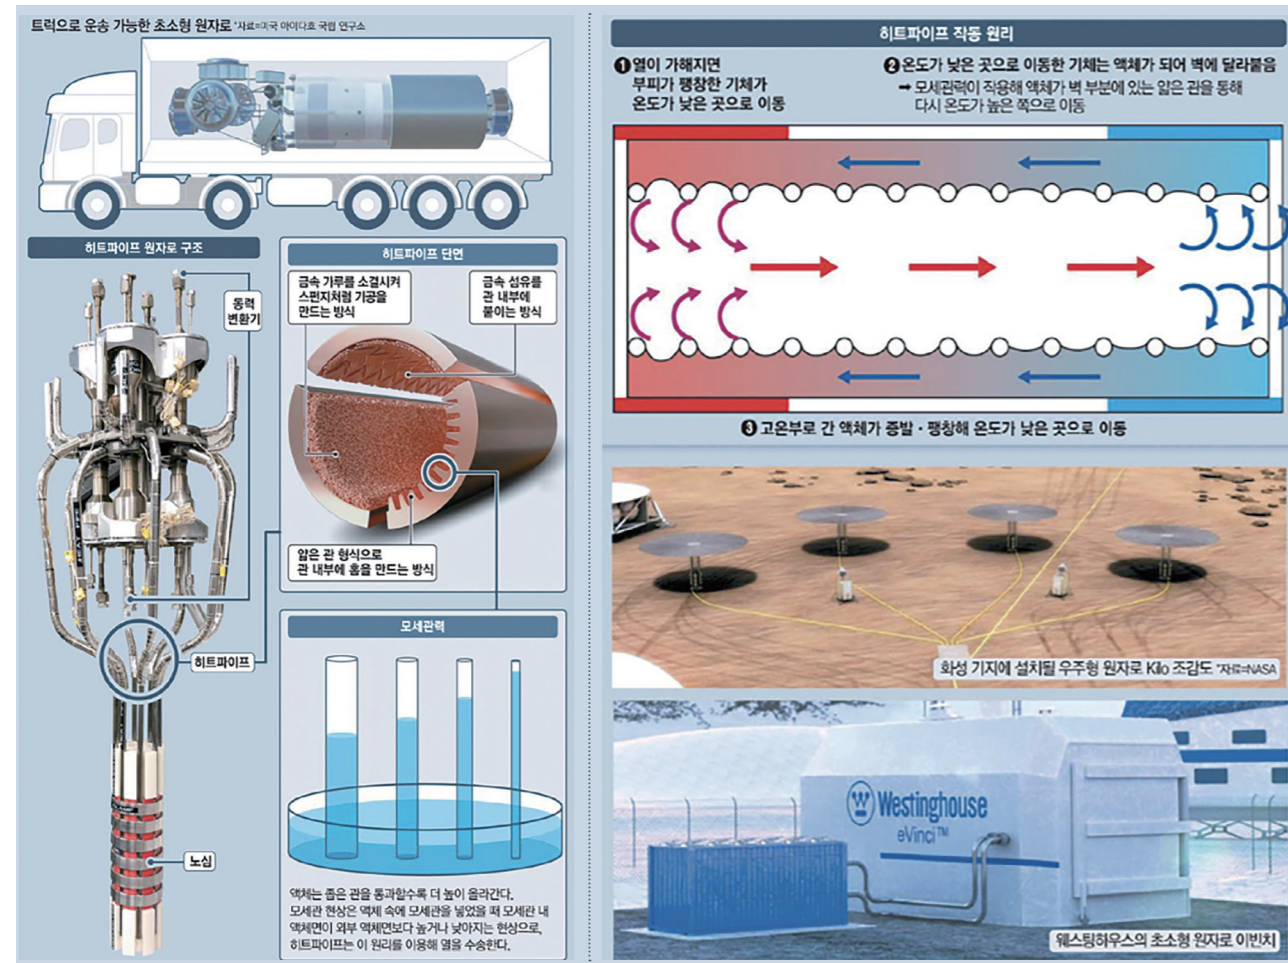 트럭으로 운송 가능한 초소형 원자로 *자료=미국 아이다호 국립 연구소
히트파이프 원자로 구조
동력
변환기
히트파이프
노심
히트파이프 단면
금속 가루를 소결시켜
스펀지처럼 기공을
만드는 방식
금속 섬유를
관 내부에
붙이는 방식
얇은 관 형식으로
관 내부에 홈을 만드는 방식
모세관력
액체는 좁은 관을 통과할수록 더 높이 올라간다.
모세관 현상은 액체 속에 모세관을 넣었을 때 모세관 내
액체면이 외부 액체면보다 높거나 낮아지는 현상으로,
히트파이프는 이 원리를 이용해 열을 수송한다.
히트파이프 작동 원리
❶열이 가해지면
부피가 팽창한 기체가
온도가 낮은 곳으로 이동
❷온도가 낮은 곳으로 이동한 기체는 액체가 되어 벽에 달라붙음
➡ 모세관력이 작용해 액체가 벽 부분에 있는 얇은 관을 통해
다시 온도가 높은 쪽으로 이동
❸ 고온부로 간 액체가 증발·팽창해 온도가 낮은 곳으로 이동
화성 기지에 설치될 우주형 원자로 Kilo 조감도 *자료=NASA
Westinghouse
eVinci™
웨스팅하우스의 초소형 원자로 이빈치